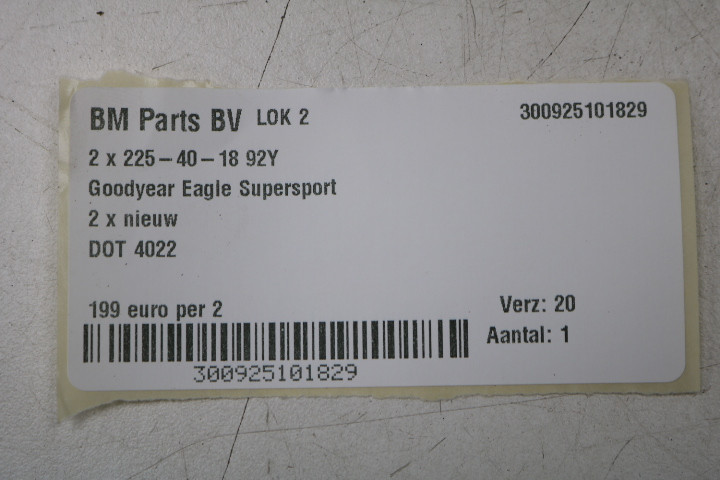 BM Parts BV LOK 2 300925101829
2 x 225-40-18 92Y
Goodyear Eagle Supersport
2 x nieuw
DOT 4022
199 euro per 2 Verz: 20
Aantal: 1
300925101829